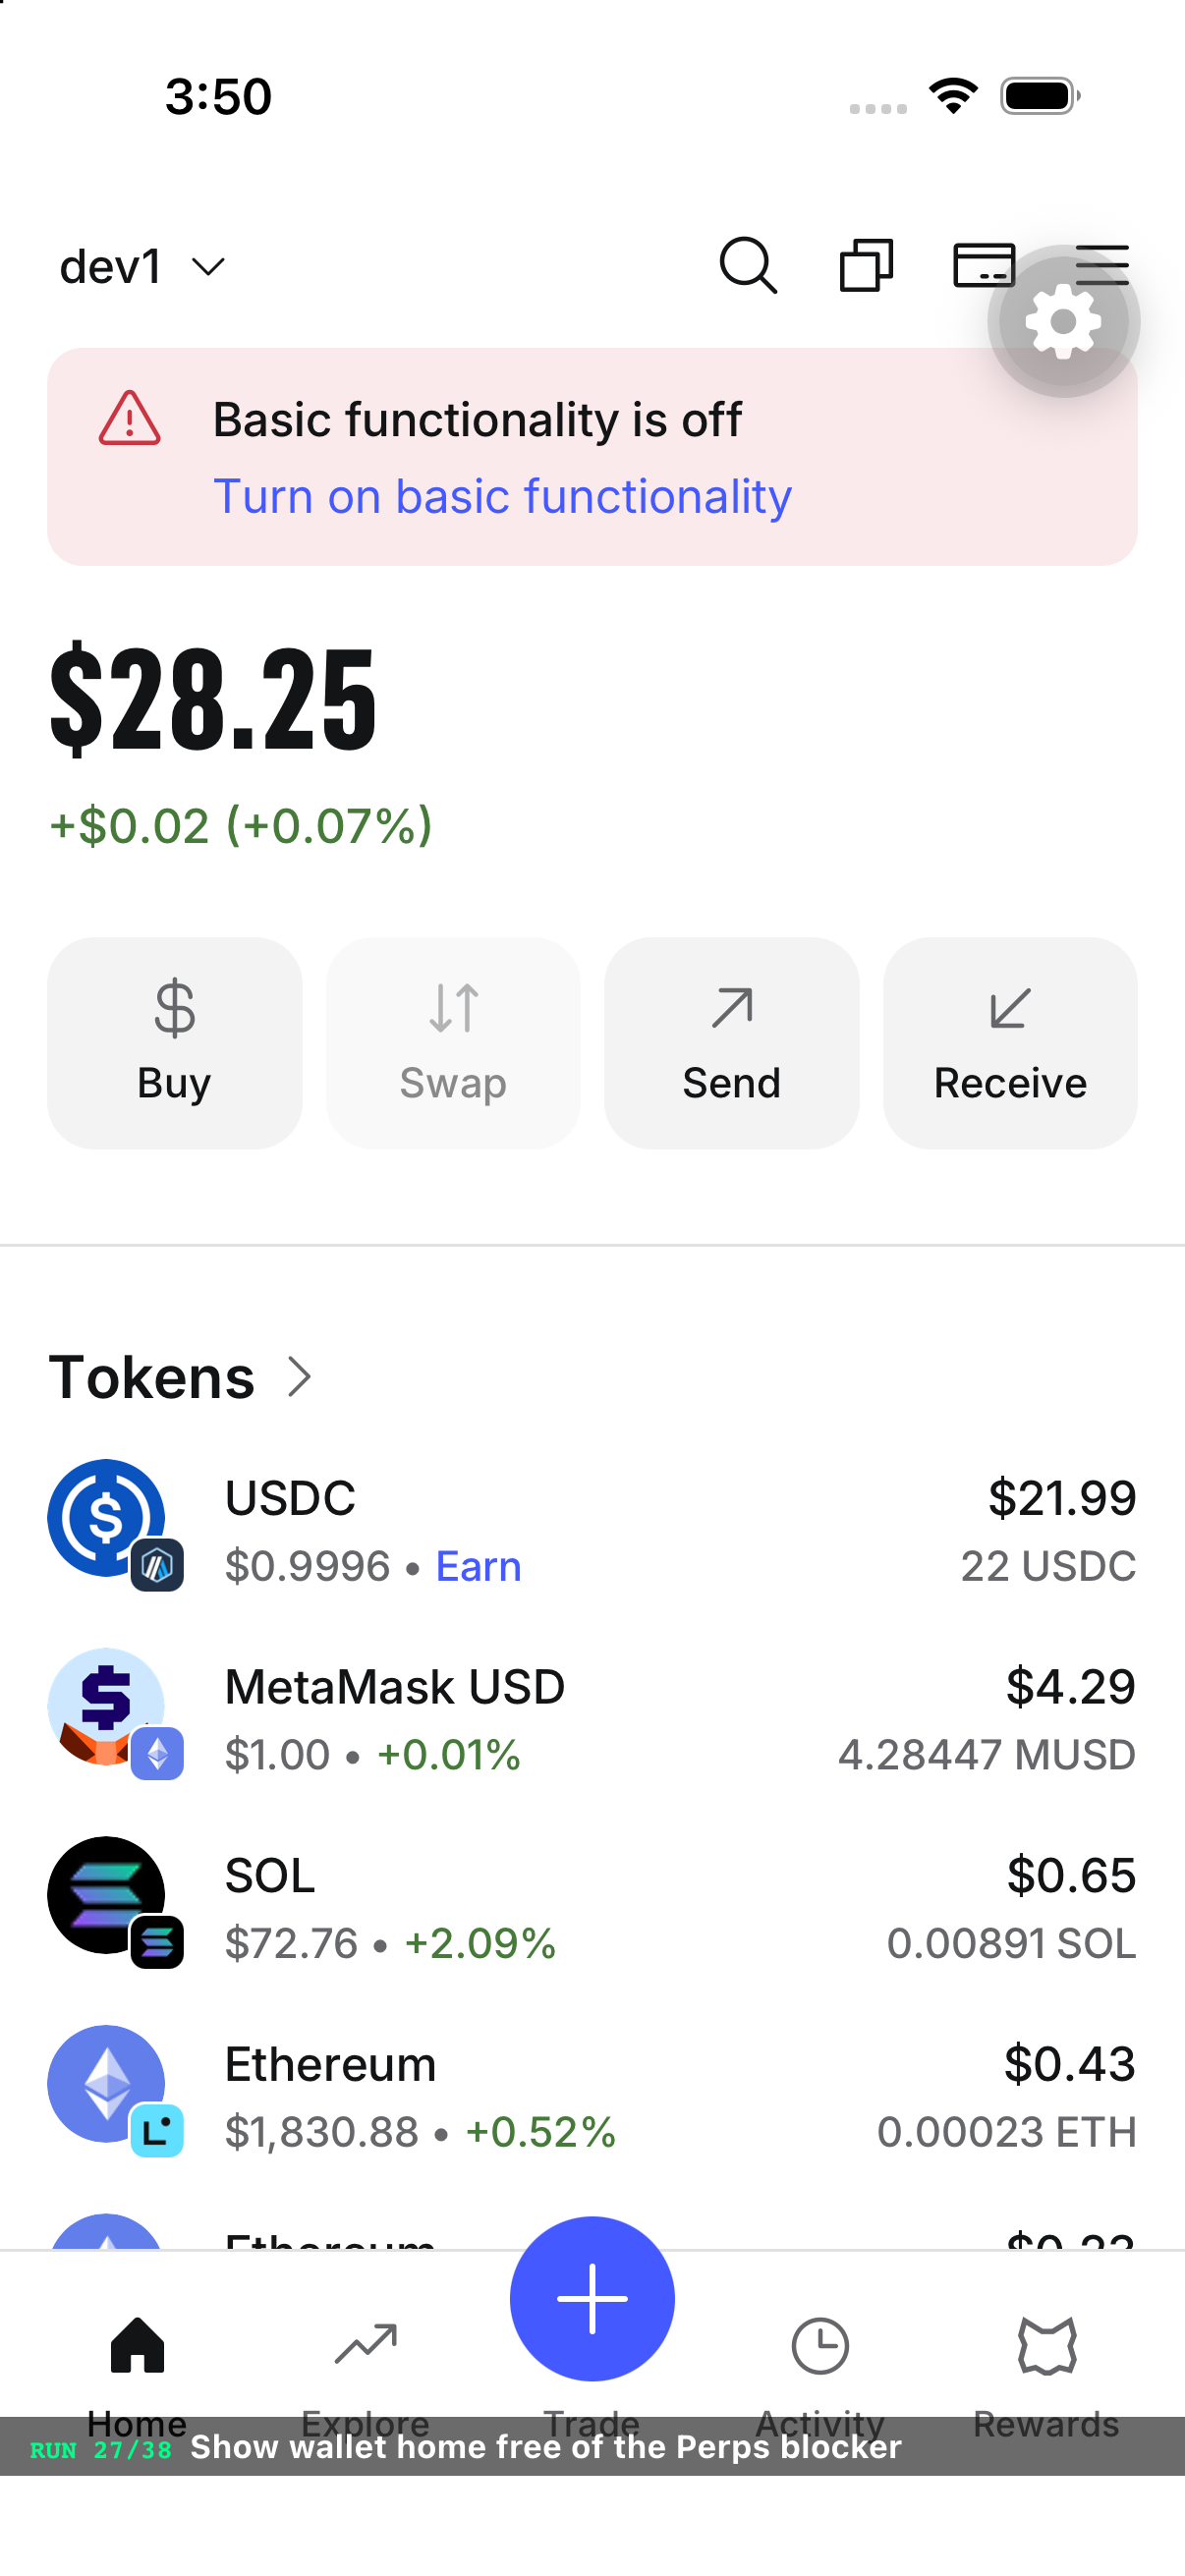 3:50
dev1
Basic functionality is off
Turn on basic functionality
$28.25
+$0.02 (+0.07%)
Buy
Swap
Send
Receive
Tokens
USDC
$21.99
$0.9996 • Earn
22 USDC
MetaMask USD
$4.29
$1.00 • +0.01%
4.28447 MUSD
SOL
$0.65
$72.76 • +2.09%
0.00891 SOL
Ethereum
$0.43
$1,830.88 • +0.52%
0.00023 ETH
Ethereum
Home
Explore
Trade
Activity
Rewards
RUN 27/38 Show wallet home free of the Perps blocker